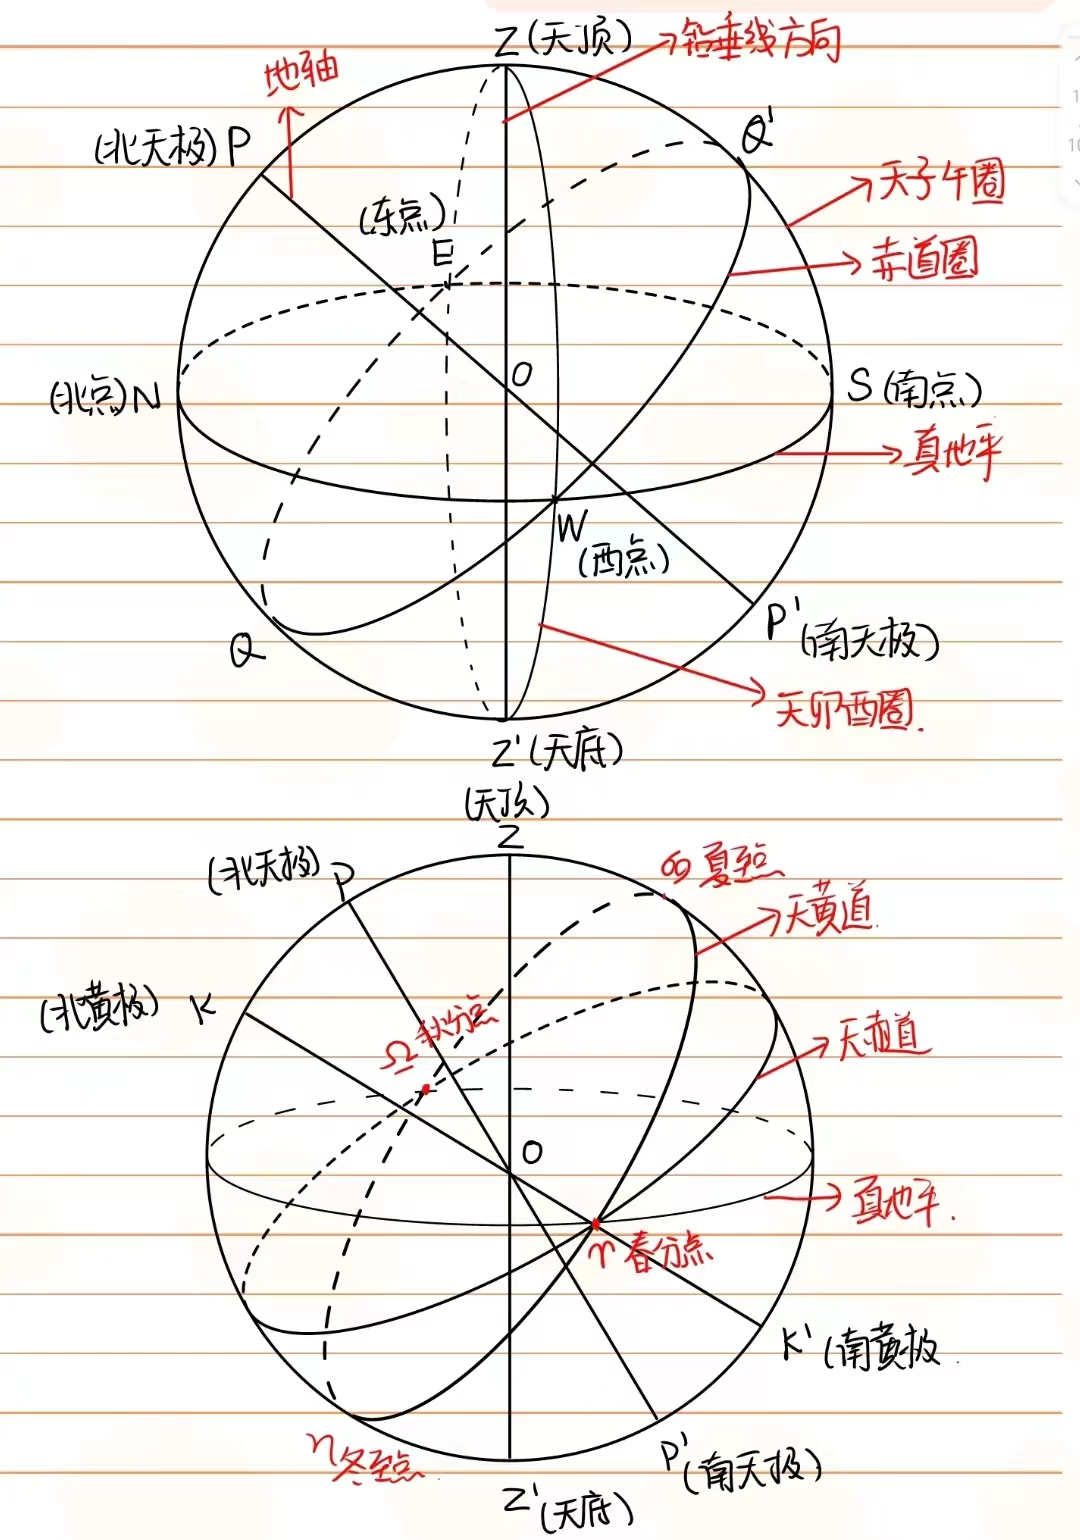 Z(天顶)
铅垂线方向
地轴
(北天极)P
Q'
天子午圈
(东点)
E
赤道圈
O
(北点)N
S(南点)
真地平
W
(西点)
P'(南天极)
Q
天卯酉圈.
Z'(天底)
(天顶)
Z
(北天极)P
♋夏至点
天黄道
(北黄极) K
♎秋分点
天赤道
O
真地平.
♈春分点
K'(南黄极
冬至点
P'(南天极)
Z'(天底)